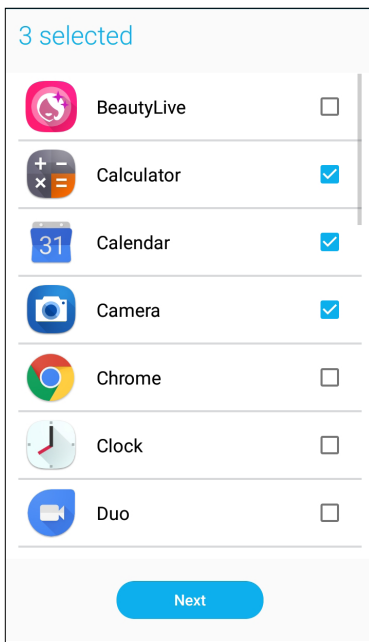 3 selected
BeautyLive
Calculator
31
Calendar
Camera
Chrome
Clock
Duo
Next